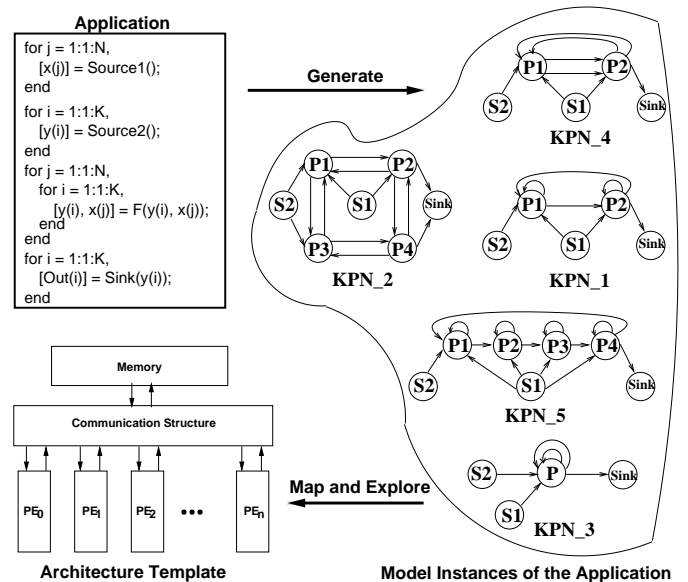 Application
for j = 1:1:N,
[x(j)] = Source1();
end
for i = 1:1:K,
[y(i)] = Source2();
end
for j = 1:1:N,
for i = 1:1:K,
[y(i), x(j)] = F(y(i), x(j));
end
end
for i = 1:1:K,
[Out(i)] = Sink(y(i));
end
Generate
P1 P2
S2 S1 Sink
KPN_4
P1 P2
S2 S1 Sink
P3 P4
KPN_2
P1 P2
S2 S1 Sink
KPN_1
P1 P2 P3 P4
S2 S1 Sink
KPN_5
S2 P Sink
S1
KPN_3
Memory
Communication Structure
PE0 PE1 PE2 ••• PEn
Map and Explore
Architecture Template
Model Instances of the Application